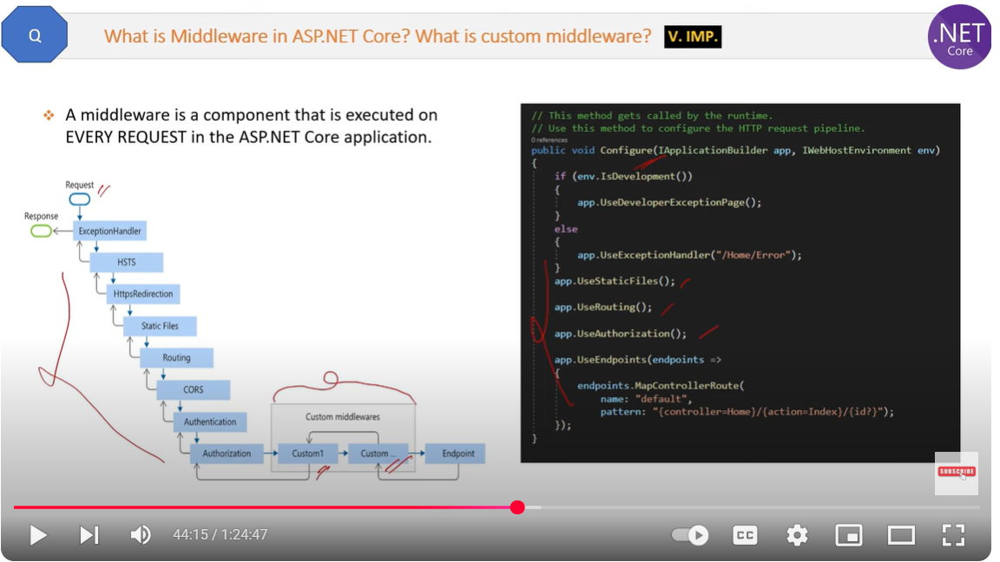 Q
What is Middleware in ASP.NET Core? What is custom middleware?
V. IMP.
.NET
Core
A middleware is a component that is executed on
EVERY REQUEST in the ASP.NET Core application.
Request
Response
ExceptionHandler
HSTS
HttpsRedirection
Static Files
Routing
CORS
Authentication
Authorization
Custom middlewares
Custom1
Custom ...
Endpoint
// This method gets called by the runtime.
// Use this method to configure the HTTP request pipeline.
0 references
public void Configure(IApplicationBuilder app, IWebHostEnvironment env)
{
if (env.IsDevelopment())
{
app.UseDeveloperExceptionPage();
}
else
{
app.UseExceptionHandler("/Home/Error");
}
app.UseStaticFiles();
app.UseRouting();
app.UseAuthorization();
app.UseEndpoints(endpoints =>
{
endpoints.MapControllerRoute(
name: "default",
pattern: "{controller=Home}/{action=Index}/{id?}");
});
}
SUBSCRIBE
44:15 / 1:24:47
CC